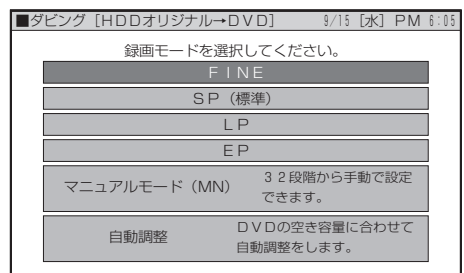 ■ダビング［HDDオリジナル→DVD］ 9/15［水］PM 6:05
録画モードを選択してください。
ＦＩＮＥ
ＳＰ（標準）
ＬＰ
ＥＰ
マニュアルモード（MN） ３２段階から手動で設定
できます。
自動調整 ＤＶＤの空き容量に合わせて
自動調整をします。